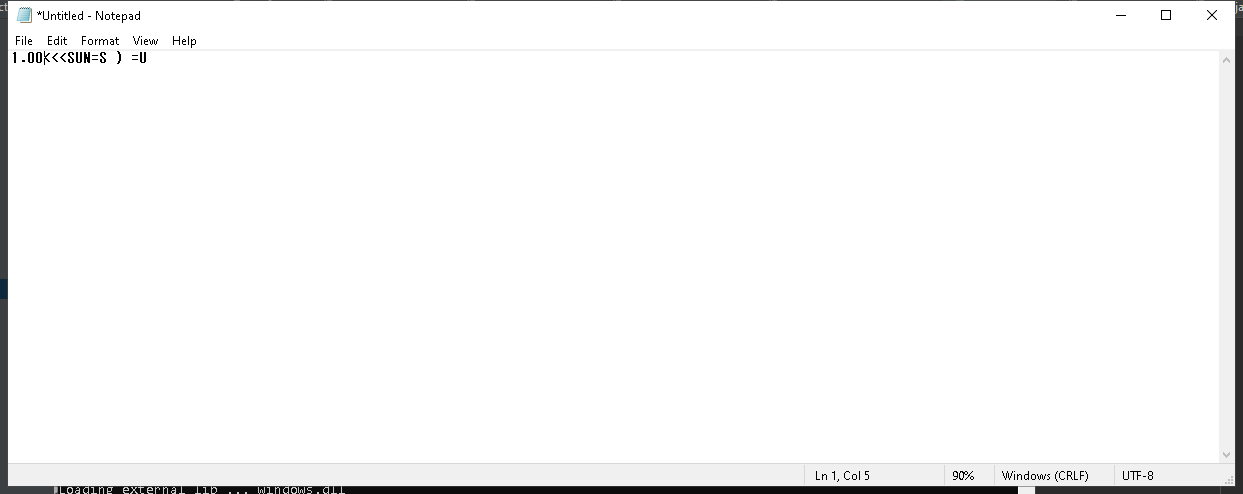 *Untitled - Notepad
File Edit Format View Help
1.00<<<SUN=S ) =U
Ln 1, Col 5 90% Windows (CRLF) UTF-8
Loading external lib ... windows.dll